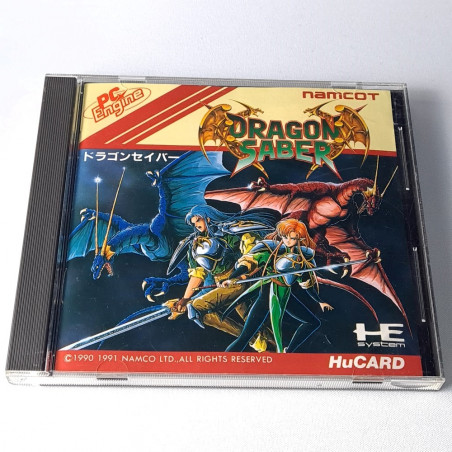 PC
Engine
namcot
DRAGON
SABER
ドラゴンセイバー
HE
system
©1990 1991 NAMCO LTD., ALL RIGHTS RESERVED
HuCARD